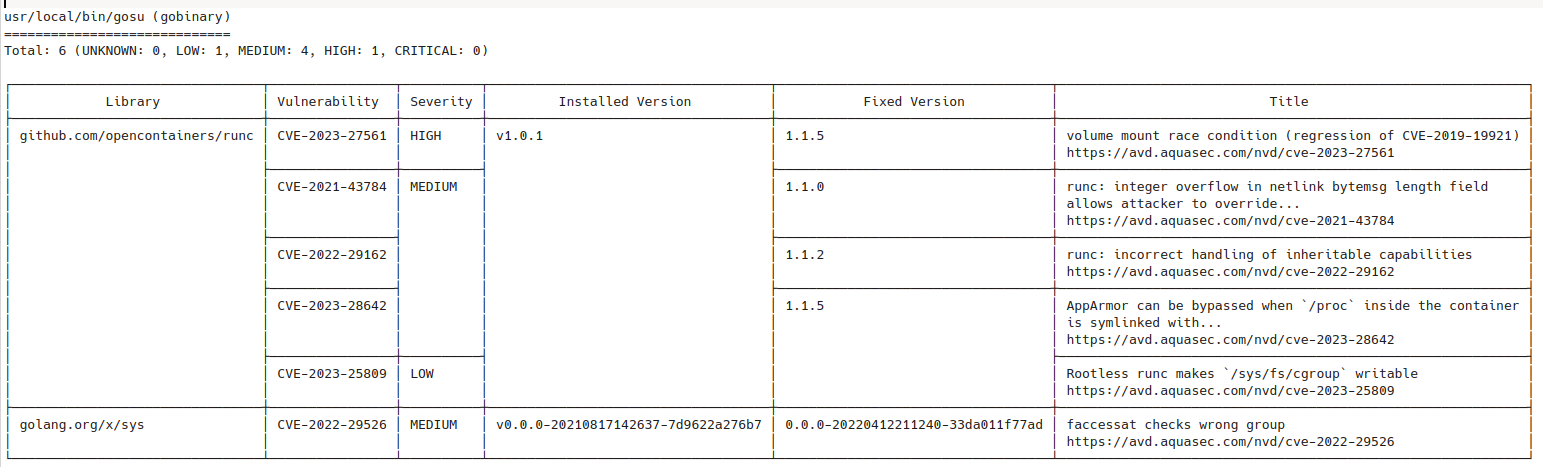 usr/local/bin/gosu (gobinary)
=============================
Total: 6 (UNKNOWN: 0, LOW: 1, MEDIUM: 4, HIGH: 1, CRITICAL: 0)
Library Vulnerability Severity Installed Version Fixed Version Title
github.com/opencontainers/runc CVE-2023-27561 HIGH v1.0.1 1.1.5 volume mount race condition (regression of CVE-2019-19921)
https://avd.aquasec.com/nvd/cve-2023-27561
CVE-2021-43784 MEDIUM 1.1.0 runc: integer overflow in netlink bytemsg length field
allows attacker to override...
https://avd.aquasec.com/nvd/cve-2021-43784
CVE-2022-29162 1.1.2 runc: incorrect handling of inheritable capabilities
https://avd.aquasec.com/nvd/cve-2022-29162
CVE-2023-28642 1.1.5 AppArmor can be bypassed when `/proc` inside the container
is symlinked with...
https://avd.aquasec.com/nvd/cve-2023-28642
CVE-2023-25809 LOW Rootless runc makes `/sys/fs/cgroup` writable
https://avd.aquasec.com/nvd/cve-2023-25809
golang.org/x/sys CVE-2022-29526 MEDIUM v0.0.0-20210817142637-7d9622a276b7 0.0.0-20220412211240-33da011f77ad faccessat checks wrong group
https://avd.aquasec.com/nvd/cve-2022-29526